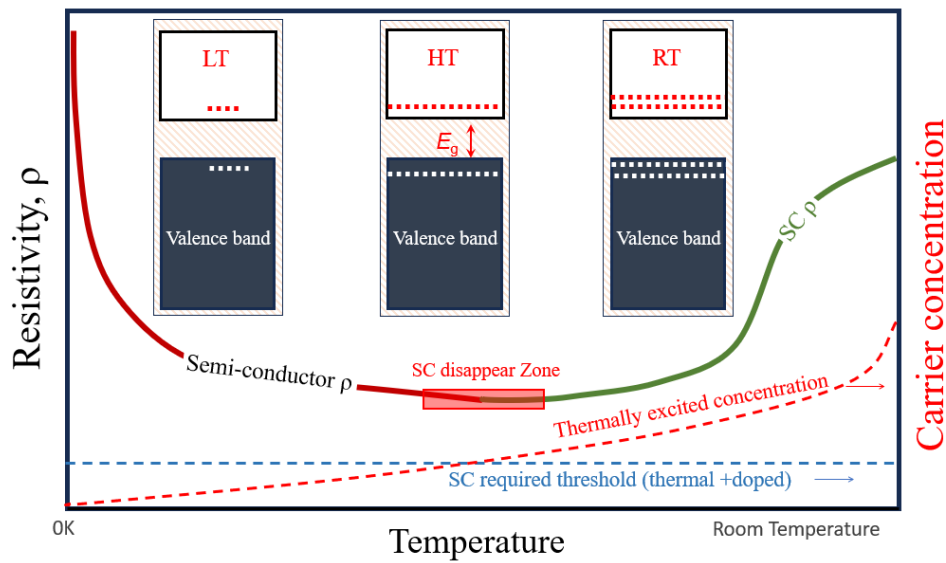 LT
HT
RT
E_g
Valence band
Valence band
Valence band
Resistivity, ρ
Semi-conductor ρ
SC disappear Zone
SC ρ
Thermally excited concentration
SC required threshold (thermal +doped)
Carrier concentration
0K
Temperature
Room Temperature